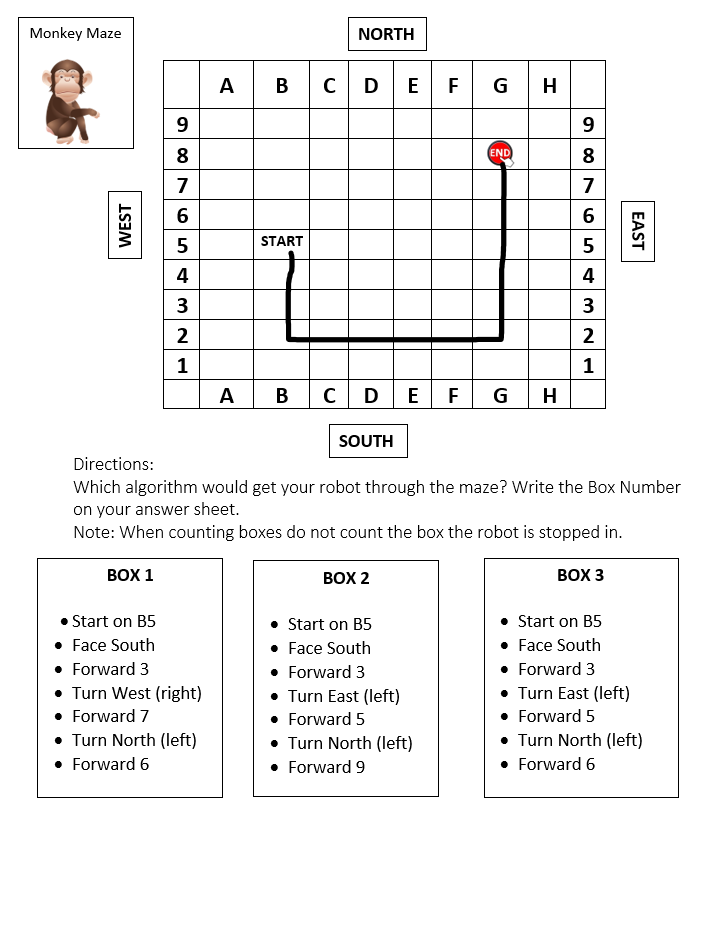 Monkey Maze
NORTH
A B C D E F G H
9 9
8 END 8
7 7
6 6
WEST
EAST
5 START 5
4 4
3 3
2 2
1 1
A B C D E F G H
SOUTH
Directions:
Which algorithm would get your robot through the maze? Write the Box Number
on your answer sheet.
Note: When counting boxes do not count the box the robot is stopped in.
BOX 1
• Start on B5
• Face South
• Forward 3
• Turn West (right)
• Forward 7
• Turn North (left)
• Forward 6
BOX 2
• Start on B5
• Face South
• Forward 3
• Turn East (left)
• Forward 5
• Turn North (left)
• Forward 9
BOX 3
• Start on B5
• Face South
• Forward 3
• Turn East (left)
• Forward 5
• Turn North (left)
• Forward 6